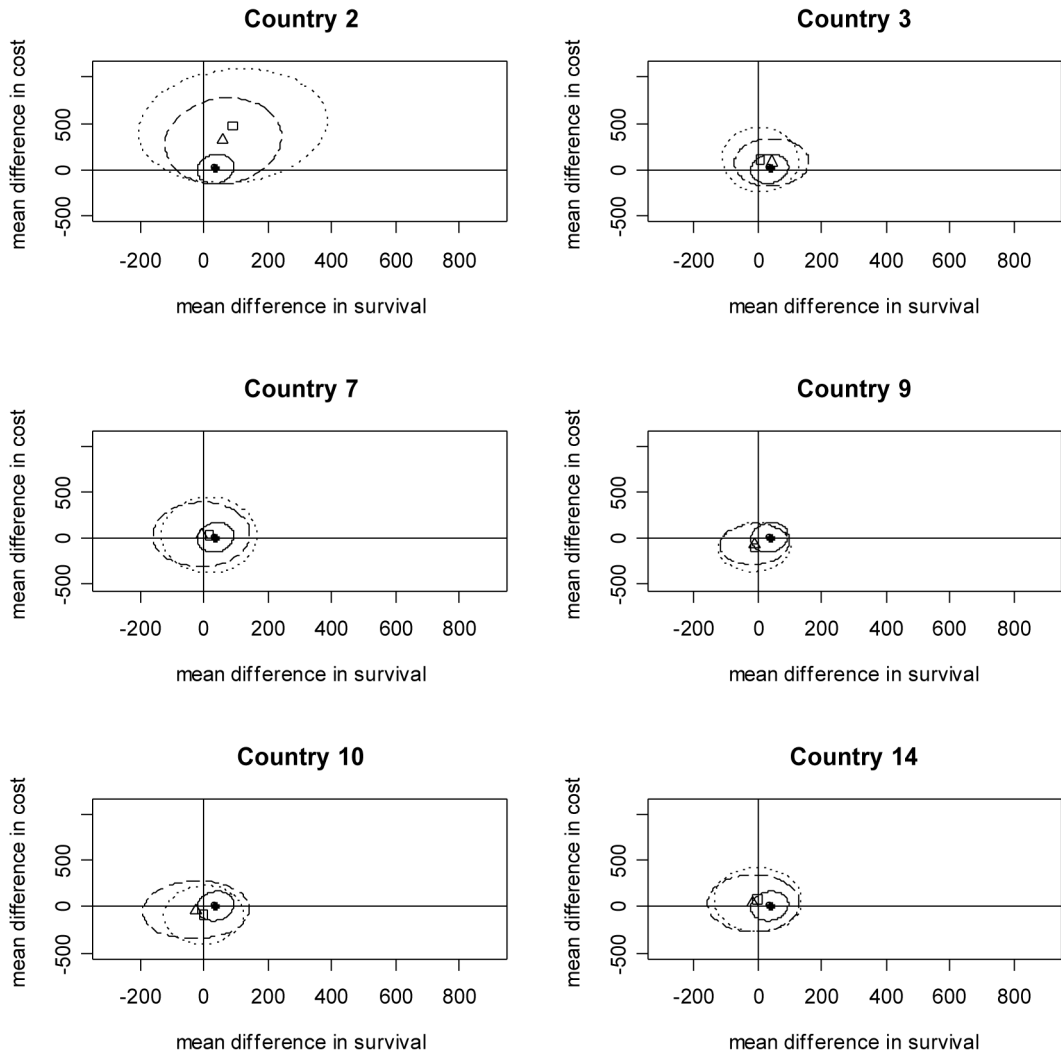 Country 2
mean difference in cost
500
0
-500
-200 0 200 400 600 800
mean difference in survival
Country 3
mean difference in cost
500
0
-500
-200 0 200 400 600 800
mean difference in survival
Country 7
mean difference in cost
500
0
-500
-200 0 200 400 600 800
mean difference in survival
Country 9
mean difference in cost
500
0
-500
-200 0 200 400 600 800
mean difference in survival
Country 10
mean difference in cost
500
0
-500
-200 0 200 400 600 800
mean difference in survival
Country 14
mean difference in cost
500
0
-500
-200 0 200 400 600 800
mean difference in survival